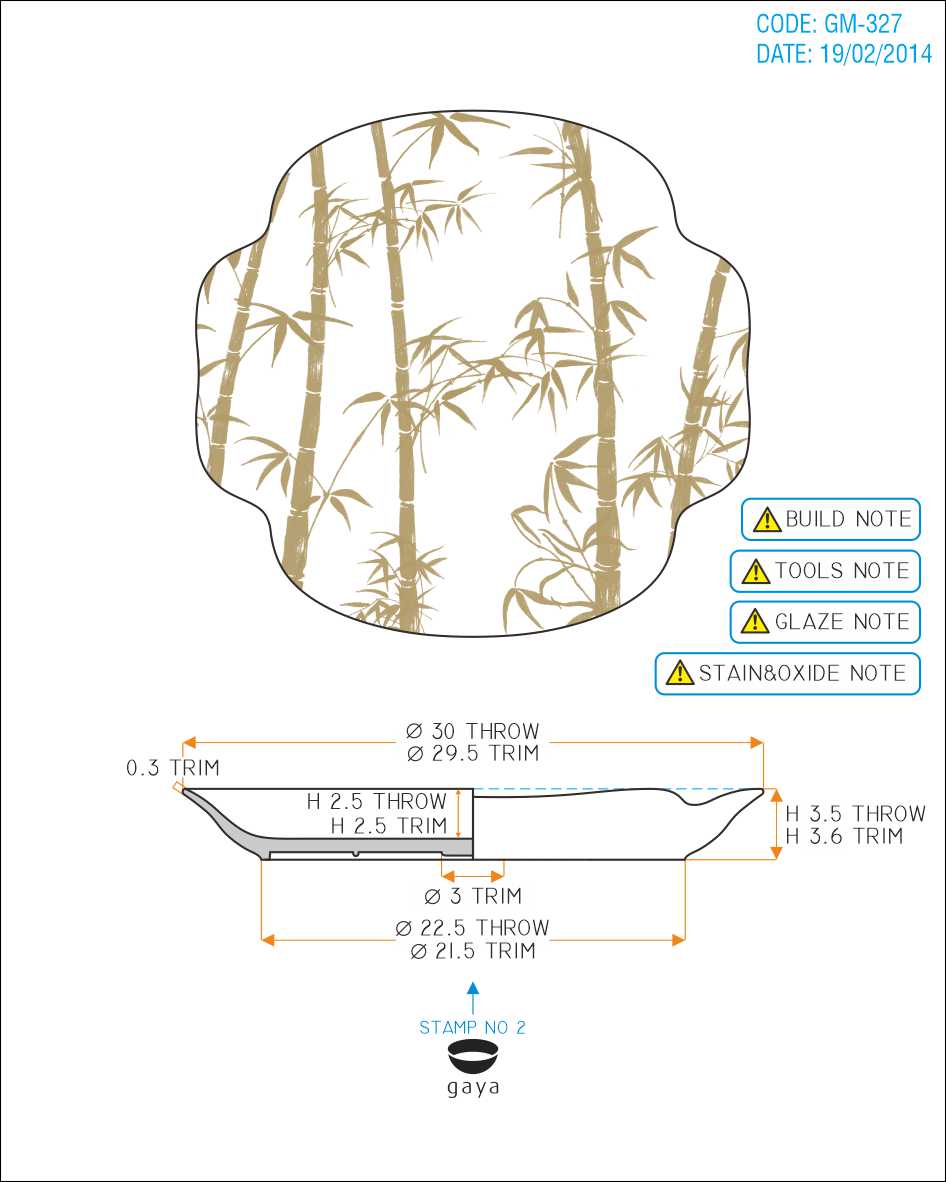 CODE: GM-327
DATE: 19/02/2014
BUILD NOTE
TOOLS NOTE
GLAZE NOTE
STAIN&OXIDE NOTE
Ø 30 THROW
Ø 29.5 TRIM
0.3 TRIM
H 2.5 THROW
H 2.5 TRIM
H 3.5 THROW
H 3.6 TRIM
Ø 3 TRIM
Ø 22.5 THROW
Ø 21.5 TRIM
STAMP NO 2
gaya